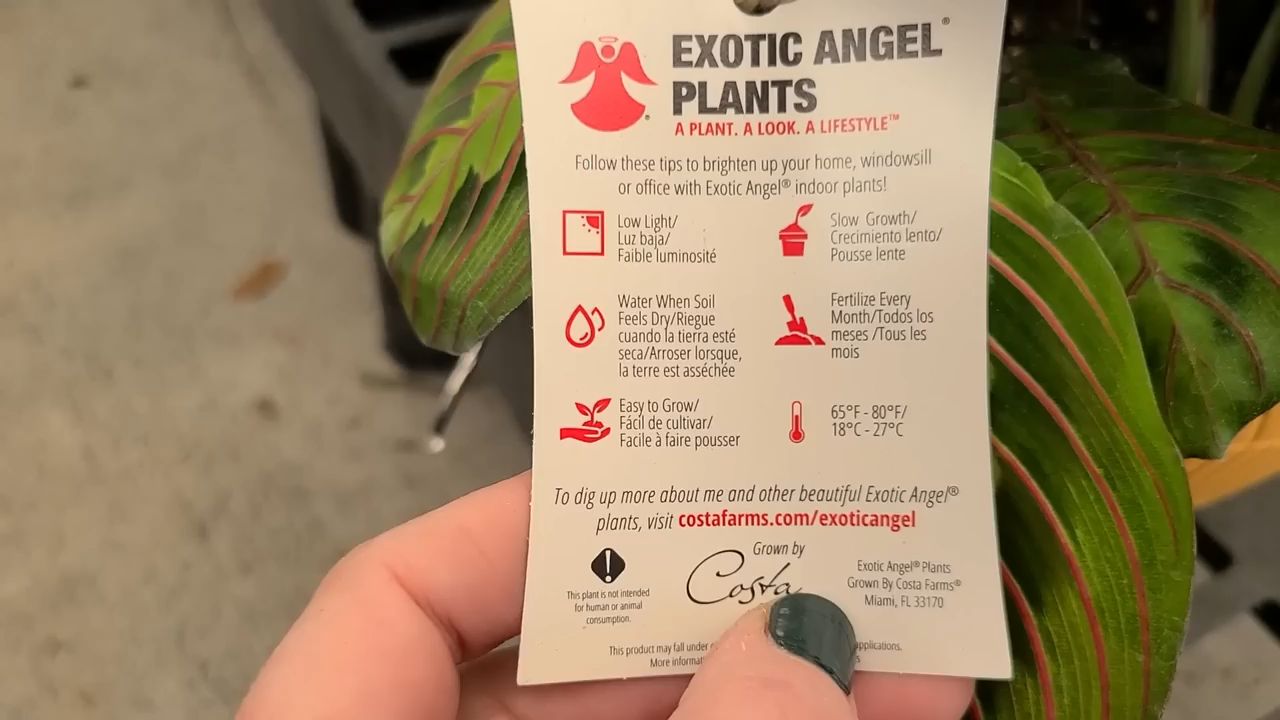 EXOTIC ANGEL®
PLANTS
A PLANT. A LOOK. A LIFESTYLE™
Follow these tips to brighten up your home, windowsill
or office with Exotic Angel® indoor plants!
Low Light/
Luz baja/
Faible luminosité
Slow Growth/
Crecimiento lento/
Pousse lente
Water When Soil
Feels Dry/Riegue
cuando la tierra esté
seca/Arroser lorsque,
la terre est asséchée
Fertilize Every
Month/Todos los
meses /Tous les
mois
Easy to Grow/
Fácil de cultivar/
Facile à faire pousser
65°F - 80°F/
18°C - 27°C
To dig up more about me and other beautiful Exotic Angel®
plants, visit costafarms.com/exoticangel
This plant is not intended
for human or animal
consumption.
Grown by
Costa
Exotic Angel® Plants
Grown By Costa Farms®
Miami, FL 33170
This product may fall under applications.
More